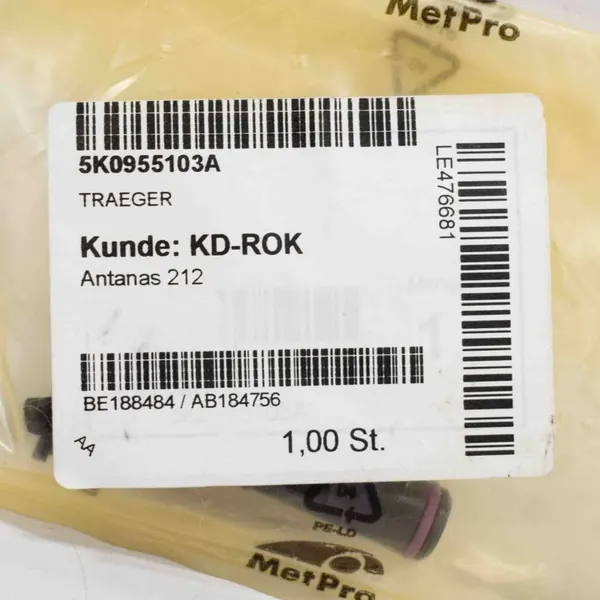 MetPro
5K0955103A
TRAEGER
LE476681
Kunde: KD-ROK
Antanas 212
BE188484 / AB184756
AA
1,00 St.
PE-LD
MetPro